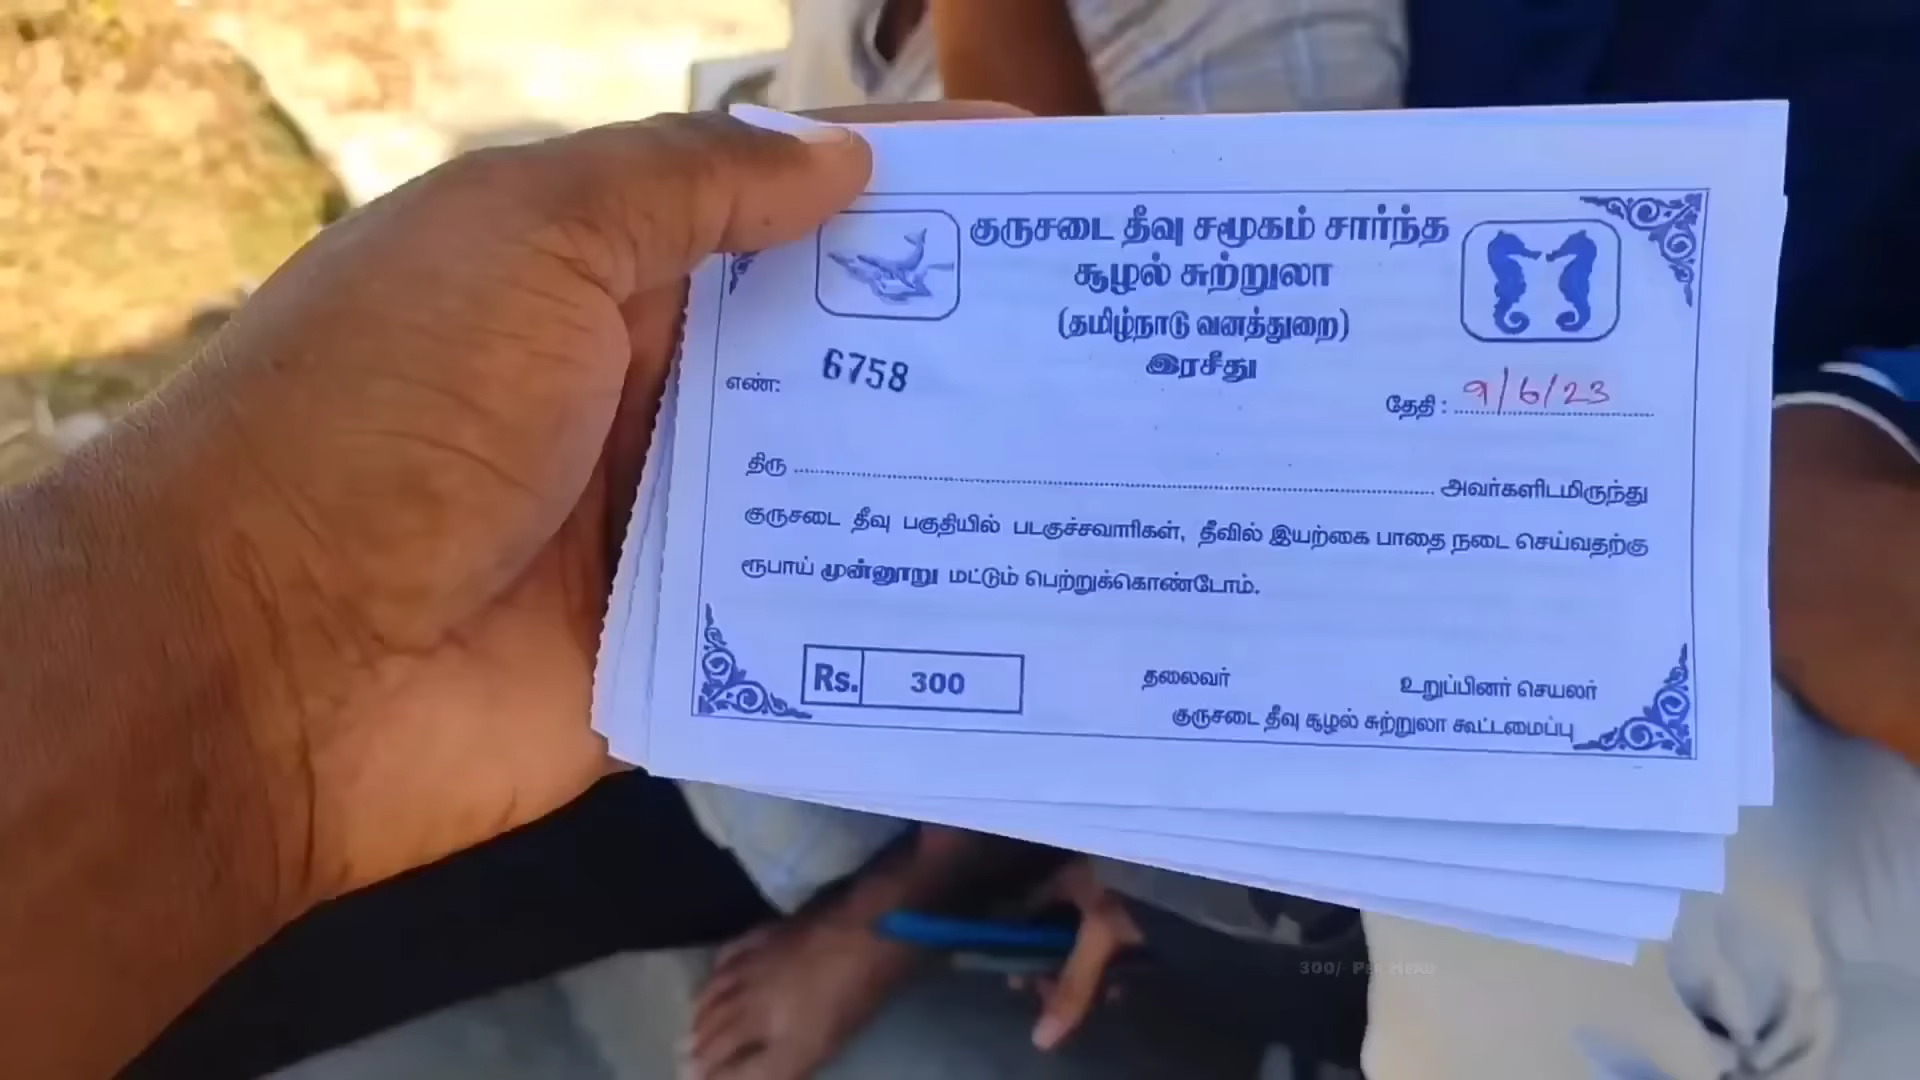 குருசடை தீவு சமூகம் சார்ந்த
சூழல் சுற்றுலா
(தமிழ்நாடு வனத்துறை)
இரசீது
எண்: 6758
தேதி : 9/6/23
திரு ........ அவர்களிடமிருந்து
குருசடை தீவு பகுதியில் படகுச்சவாரிகள், தீவில் இயற்கை பாதை நடை செய்வதற்கு
ரூபாய் முன்னூறு மட்டும் பெற்றுக்கொண்டோம்.
Rs. 300
தலைவர் உறுப்பினர் செயலர்
குருசடை தீவு சூழல் சுற்றுலா கூட்டமைப்பு
300/- Per Head